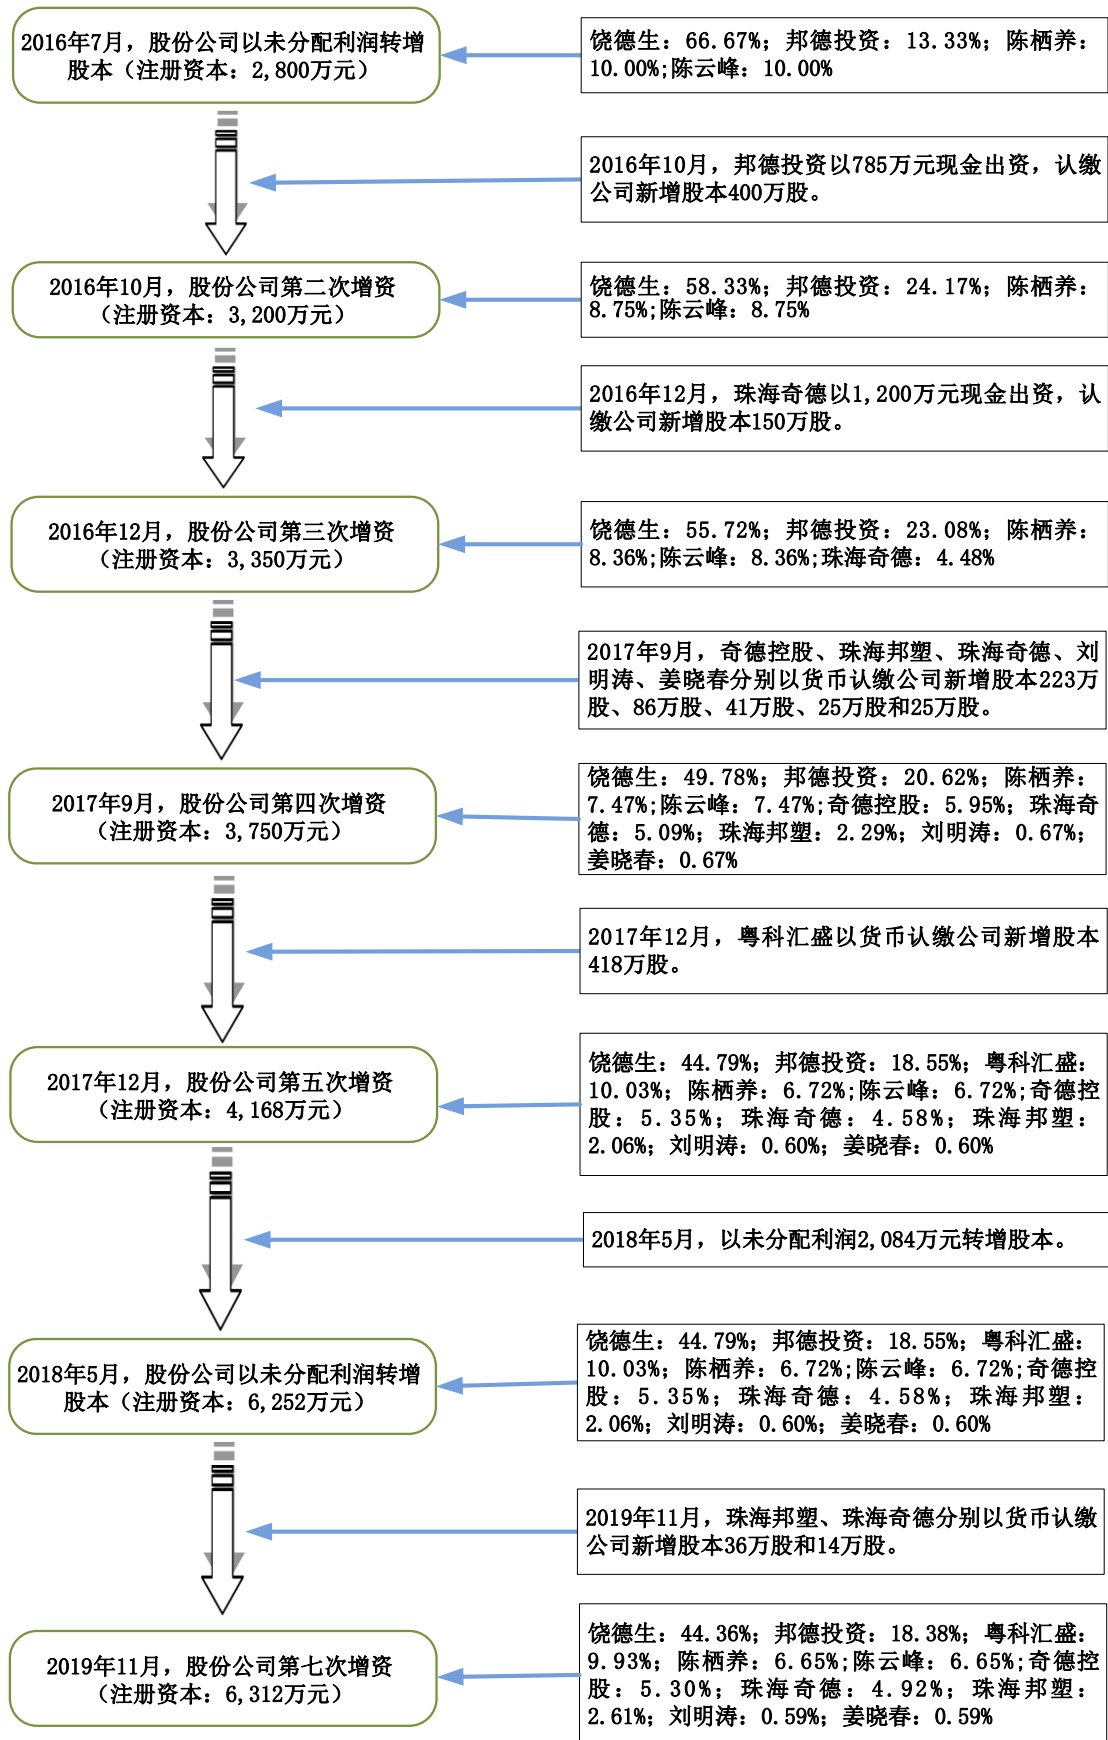 2016年7月，股份公司以未分配利润转增
股本（注册资本：2,800万元）
饶德生：66.67%；邦德投资：13.33%；陈栖养：
10.00%;陈云峰：10.00%
2016年10月，邦德投资以785万元现金出资，认缴
公司新增股本400万股。
2016年10月，股份公司第二次增资
（注册资本：3,200万元）
饶德生：58.33%；邦德投资：24.17%；陈栖养：
8.75%;陈云峰：8.75%
2016年12月，珠海奇德以1,200万元现金出资，认
缴公司新增股本150万股。
2016年12月，股份公司第三次增资
（注册资本：3,350万元）
饶德生：55.72%；邦德投资：23.08%；陈栖养：
8.36%;陈云峰：8.36%;珠海奇德：4.48%
2017年9月，奇德控股、珠海邦塑、珠海奇德、刘
明涛、姜晓春分别以货币认缴公司新增股本223万
股、86万股、41万股、25万股和25万股。
2017年9月，股份公司第四次增资
（注册资本：3,750万元）
饶德生：49.78%；邦德投资：20.62%；陈栖养：
7.47%;陈云峰：7.47%;奇德控股：5.95%；珠海奇
德：5.09%；珠海邦塑：2.29%；刘明涛：0.67%；
姜晓春：0.67%
2017年12月，粤科汇盛以货币认缴公司新增股本
418万股。
2017年12月，股份公司第五次增资
（注册资本：4,168万元）
饶德生：44.79%；邦德投资：18.55%；粤科汇盛：
10.03%；陈栖养：6.72%;陈云峰：6.72%;奇德控
股：5.35%；珠海奇德：4.58%；珠海邦塑：
2.06%；刘明涛：0.60%；姜晓春：0.60%
2018年5月，以未分配利润2,084万元转增股本。
2018年5月，股份公司以未分配利润转增
股本（注册资本：6,252万元）
饶德生：44.79%；邦德投资：18.55%；粤科汇盛：
10.03%；陈栖养：6.72%;陈云峰：6.72%;奇德控
股：5.35%；珠海奇德：4.58%；珠海邦塑：
2.06%；刘明涛：0.60%；姜晓春：0.60%
2019年11月，珠海邦塑、珠海奇德分别以货币认缴
公司新增股本36万股和14万股。
2019年11月，股份公司第七次增资
（注册资本：6,312万元）
饶德生：44.36%；邦德投资：18.38%；粤科汇盛：
9.93%；陈栖养：6.65%;陈云峰：6.65%;奇德控
股：5.30%；珠海奇德：4.92%；珠海邦塑：
2.61%；刘明涛：0.59%；姜晓春：0.59%